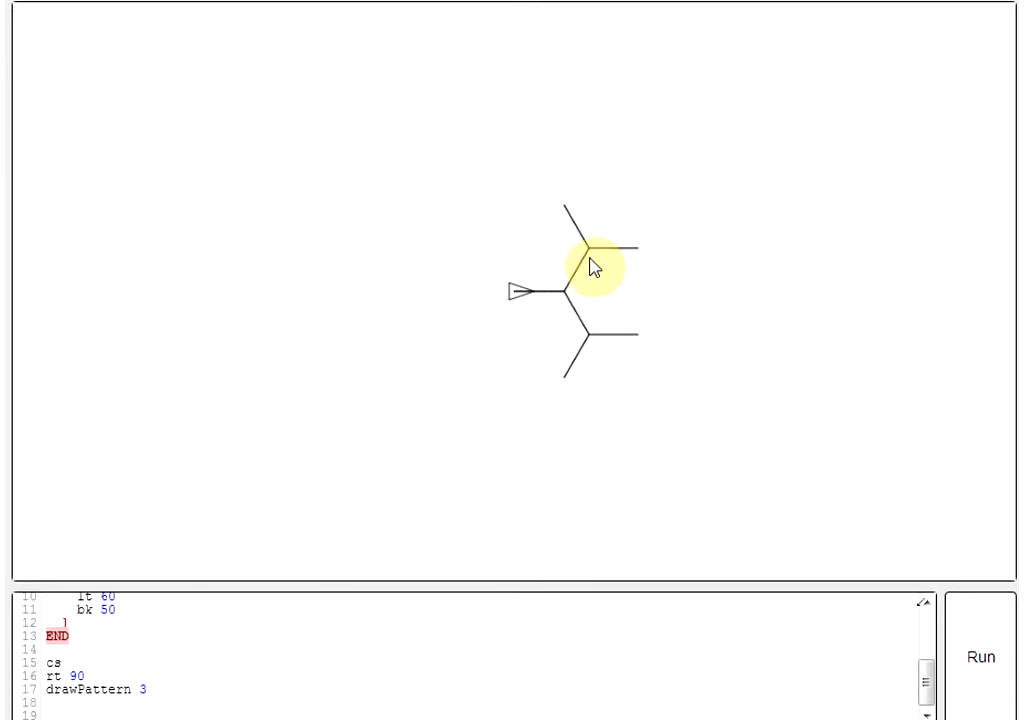 10 lt 60
11 bk 50
12 ]
13 END
14
15 cs
16 rt 90
17 drawPattern 3
18
19
Run